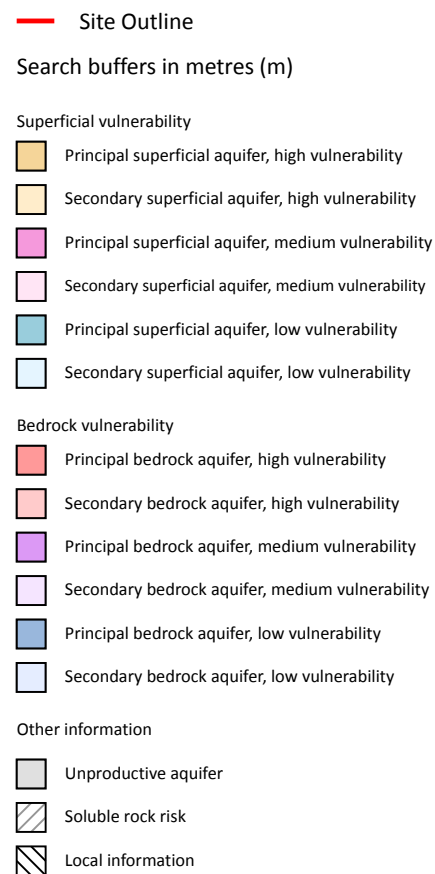 Site Outline
Search buffers in metres (m)
Superficial vulnerability
Principal superficial aquifer, high vulnerability
Secondary superficial aquifer, high vulnerability
Principal superficial aquifer, medium vulnerability
Secondary superficial aquifer, medium vulnerability
Principal superficial aquifer, low vulnerability
Secondary superficial aquifer, low vulnerability
Bedrock vulnerability
Principal bedrock aquifer, high vulnerability
Secondary bedrock aquifer, high vulnerability
Principal bedrock aquifer, medium vulnerability
Secondary bedrock aquifer, medium vulnerability
Principal bedrock aquifer, low vulnerability
Secondary bedrock aquifer, low vulnerability
Other information
Unproductive aquifer
Soluble rock risk
Local information